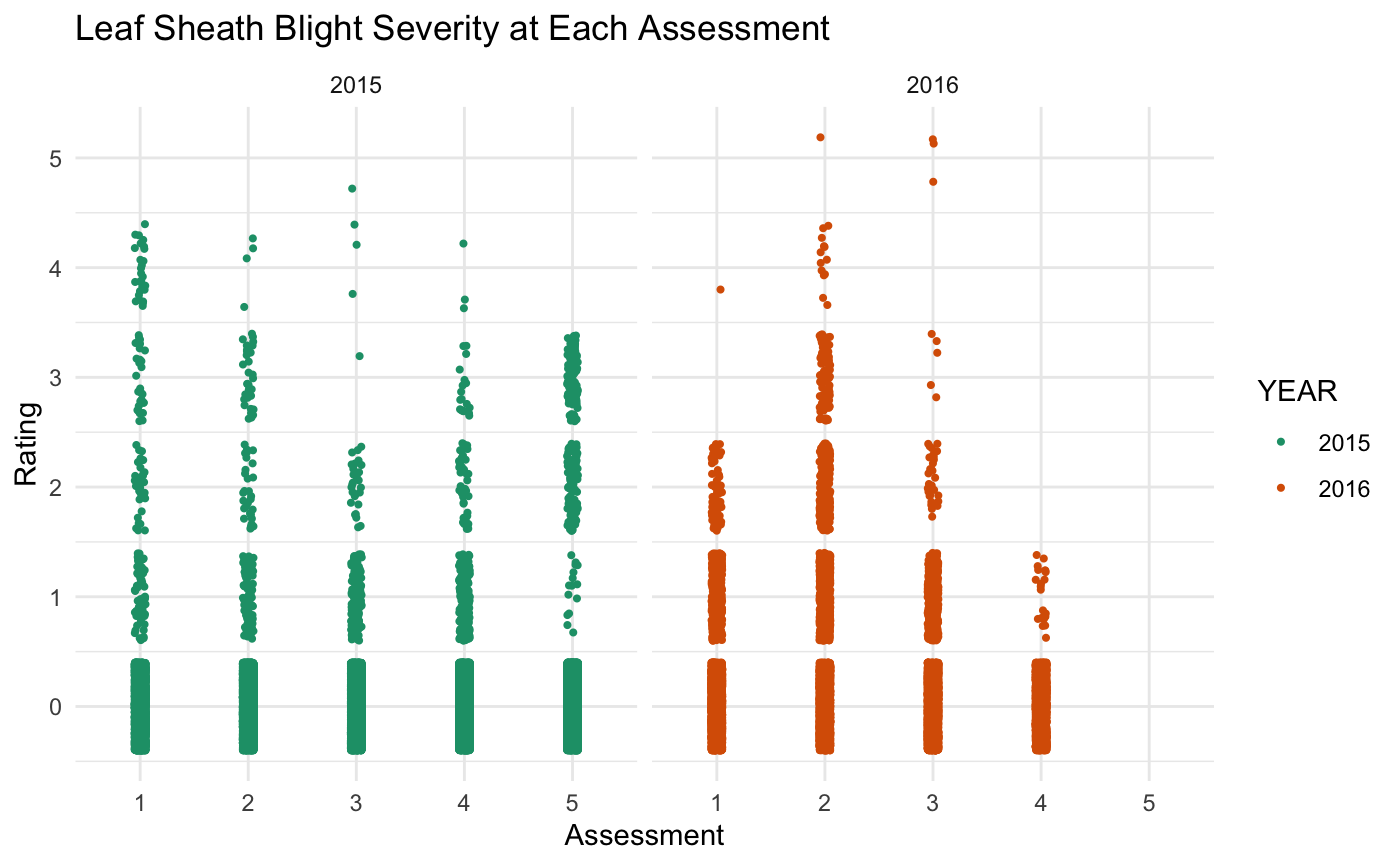 Leaf Sheath Blight Severity at Each Assessment
2015 2016
5
4
3
2
1
0
Rating
1 2 3 4 5 1 2 3 4 5
Assessment
YEAR
2015
2016